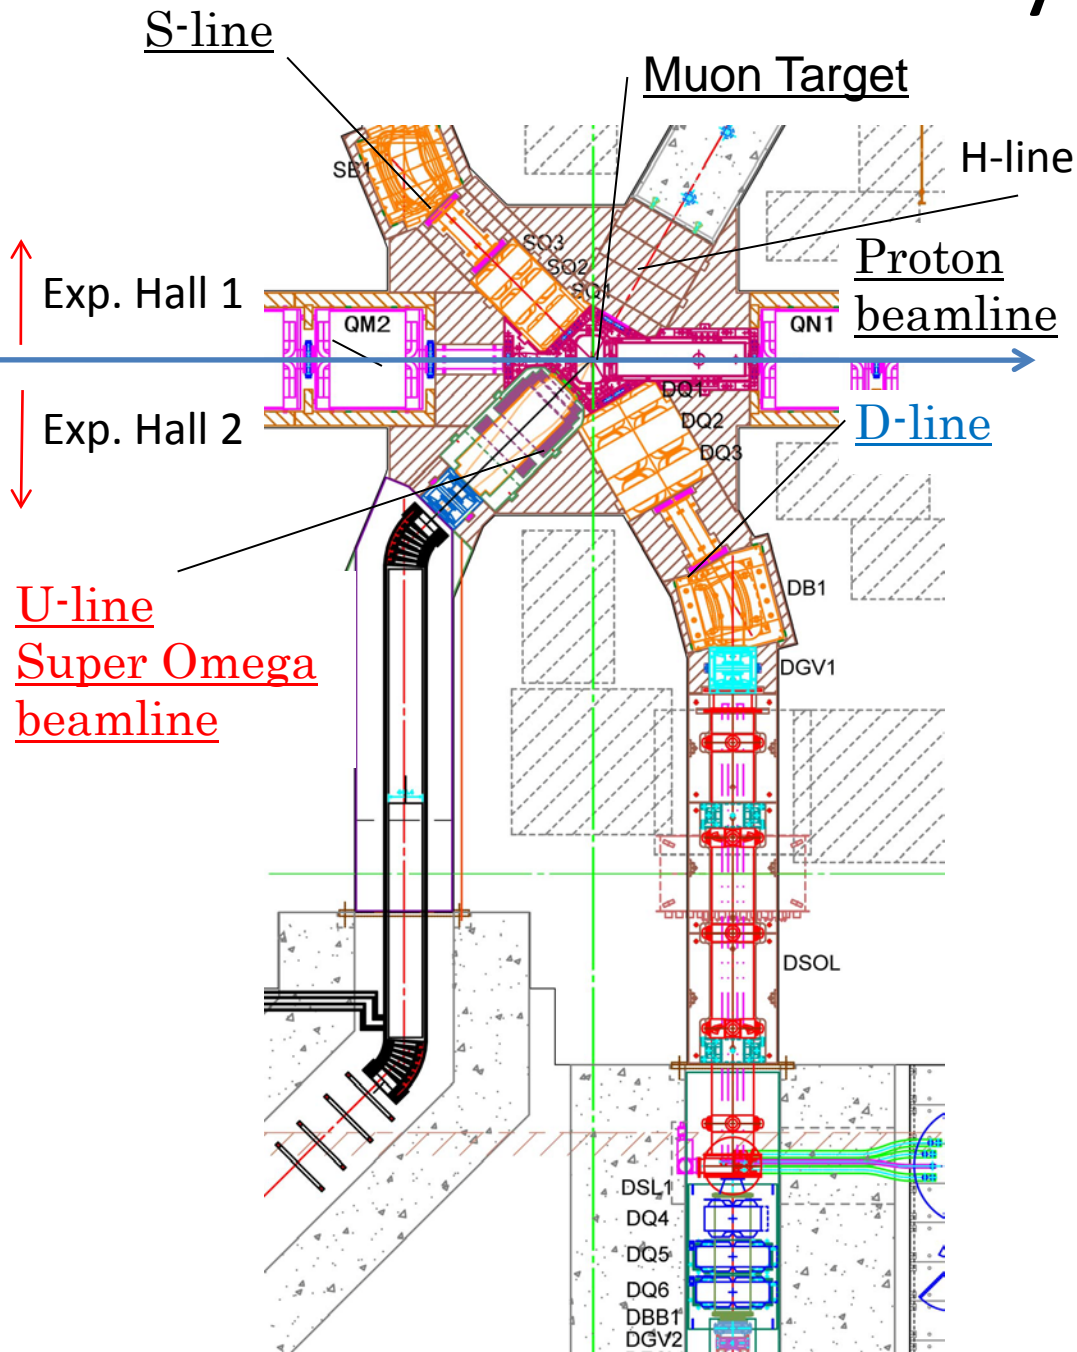 S-line
Muon Target
H-line
SB1
SQ3
SQ2
SQ1
Proton
beamline
Exp. Hall 1
QM2
QN1
Exp. Hall 2
DQ1
DQ2
DQ3
D-line
U-line
Super Omega
beamline
DB1
DGV1
DSOL
DSL1
DQ4
DQ5
DQ6
DBB1
DGV2